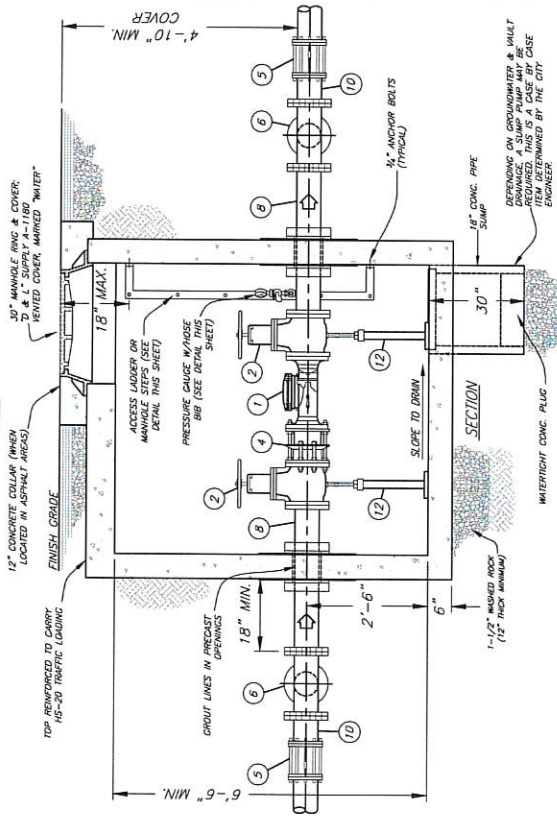 30" MANHOLE RING & COVER;
"D & L" SUPPLY A-1180
VENTED COVER, MARKED "WATER"
12" CONCRETE COLLAR (WHEN
LOCATED IN ASPHALT AREAS)
FINISH GRADE
TOP REINFORCED TO CARRY
HS-20 TRAFFIC LOADING
4'-10" MIN.
COVER
18" MAX.
ACCESS LADDER OR
MANHOLE STEPS (SEE
DETAIL THIS SHEET)
PRESSURE GAUGE W/HOSE
BIB (SEE DETAIL THIS
SHEET)
6'-6" MIN.
GROUT LINES IN PRECAST
OPENINGS
18" MIN.
2'-6"
6"
5
10
6
8
2
4
1
2
8
6
10
5
12
12
3/4" ANCHOR BOLTS
(TYPICAL)
SLOPE TO DRAIN
30"
18" CONC. PIPE
SUMP
DEPENDING ON GROUNDWATER & VAULT
DRAINAGE, A SUMP PUMP MAY BE
REQUIRED. THIS IS A CASE BY CASE
ITEM DETERMINED BY THE CITY
ENGINEER.
SECTION
WATERTIGHT CONC. PLUG
1-1/2" WASHED ROCK
(12" THICK MINIMUM)